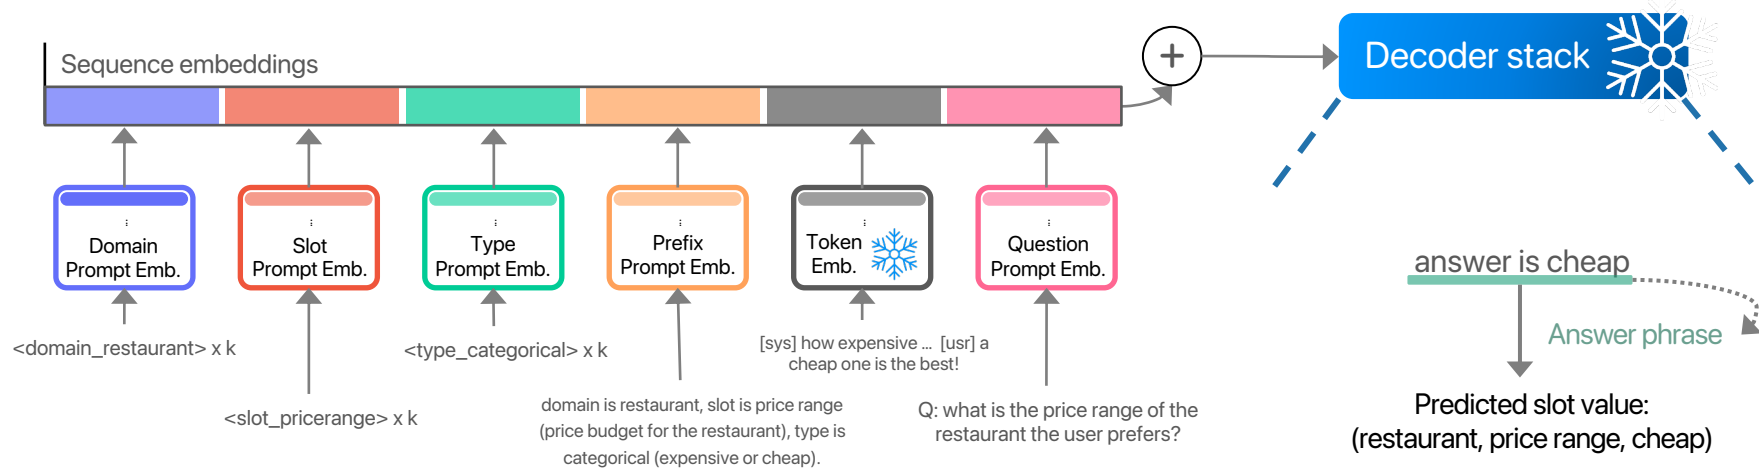 Sequence embeddings
+
Decoder stack
⋮
Domain
Prompt Emb.
⋮
Slot
Prompt Emb.
⋮
Type
Prompt Emb.
⋮
Prefix
Prompt Emb.
⋮
Token
Emb.
⋮
Question
Prompt Emb.
<domain_restaurant> x k
<slot_pricerange> x k
<type_categorical> x k
domain is restaurant, slot is price range
(price budget for the restaurant), type is
categorical (expensive or cheap).
[sys] how expensive ... [usr] a
cheap one is the best!
Q: what is the price range of the
restaurant the user prefers?
answer is cheap
Answer phrase
Predicted slot value:
(restaurant, price range, cheap)